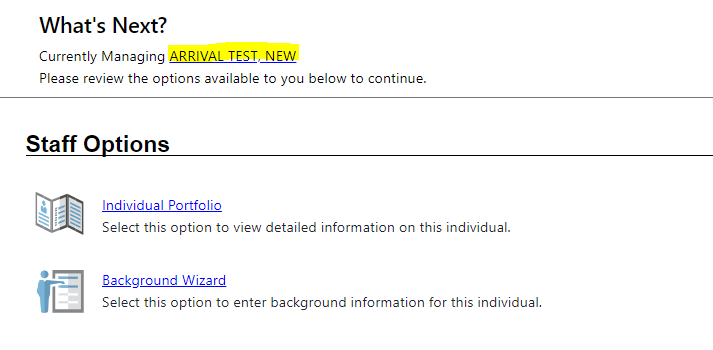 What's Next?
Currently Managing ARRIVAL TEST, NEW
Please review the options available to you below to continue.
Staff Options
Individual Portfolio
Select this option to view detailed information on this individual.
Background Wizard
Select this option to enter background information for this individual.